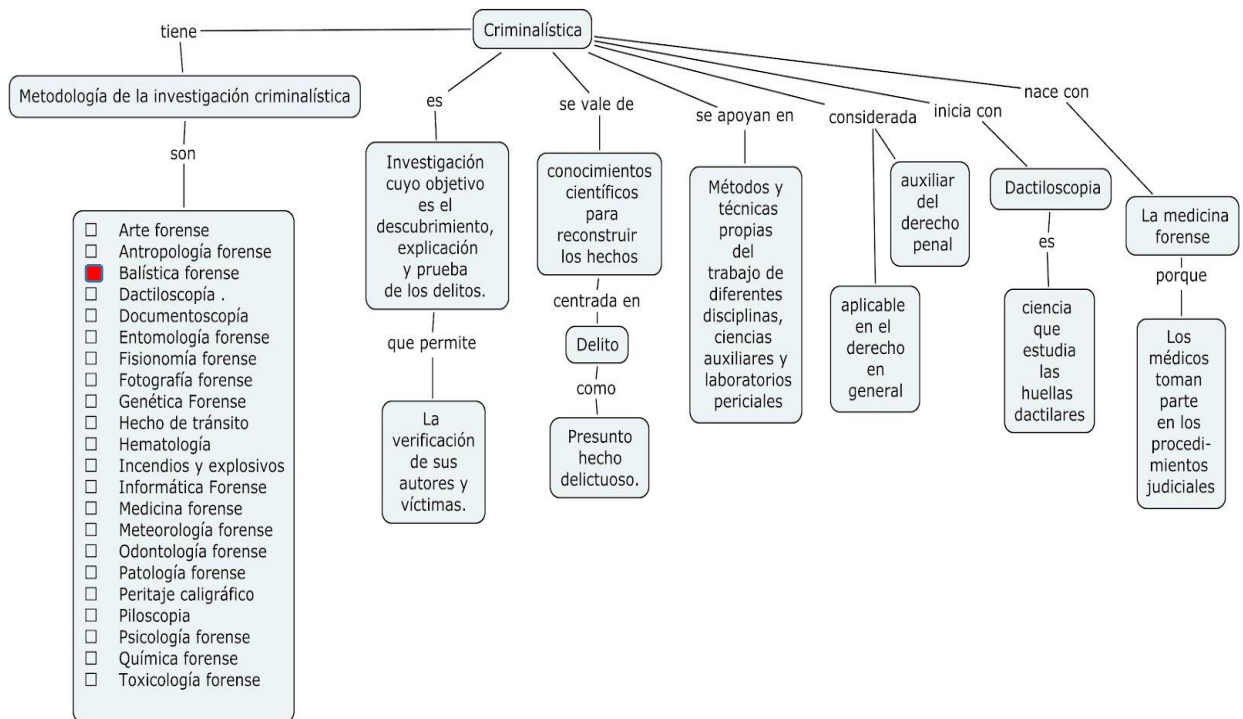 Criminalística
tiene
Metodología de la investigación criminalística
son
☐ Arte forense
☐ Antropología forense
Balística forense
☐ Dactiloscopía .
☐ Documentoscopía
☐ Entomología forense
☐ Fisionomía forense
☐ Fotografía forense
☐ Genética Forense
☐ Hecho de tránsito
☐ Hematología
☐ Incendios y explosivos
☐ Informática Forense
☐ Medicina forense
☐ Meteorología forense
☐ Odontología forense
☐ Patología forense
☐ Peritaje caligráfico
☐ Piloscopia
☐ Psicología forense
☐ Química forense
☐ Toxicología forense
es
Investigación
cuyo objetivo
es el
descubrimiento,
explicación
y prueba
de los delitos.
que permite
La
verificación
de sus
autores y
víctimas.
se vale de
conocimientos
científicos
para
reconstruir
los hechos
centrada en
Delito
como
Presunto
hecho
delictuoso.
se apoyan en
Métodos y
técnicas
propias
del
trabajo de
diferentes
disciplinas,
ciencias
auxiliares y
laboratorios
periciales
considerada
auxiliar
del
derecho
penal
aplicable
en el
derecho
en
general
inicia con
Dactiloscopia
es
ciencia
que
estudia
las
huellas
dactilares
nace con
La medicina
forense
porque
Los
médicos
toman
parte
en los
procedi-
mientos
judiciales